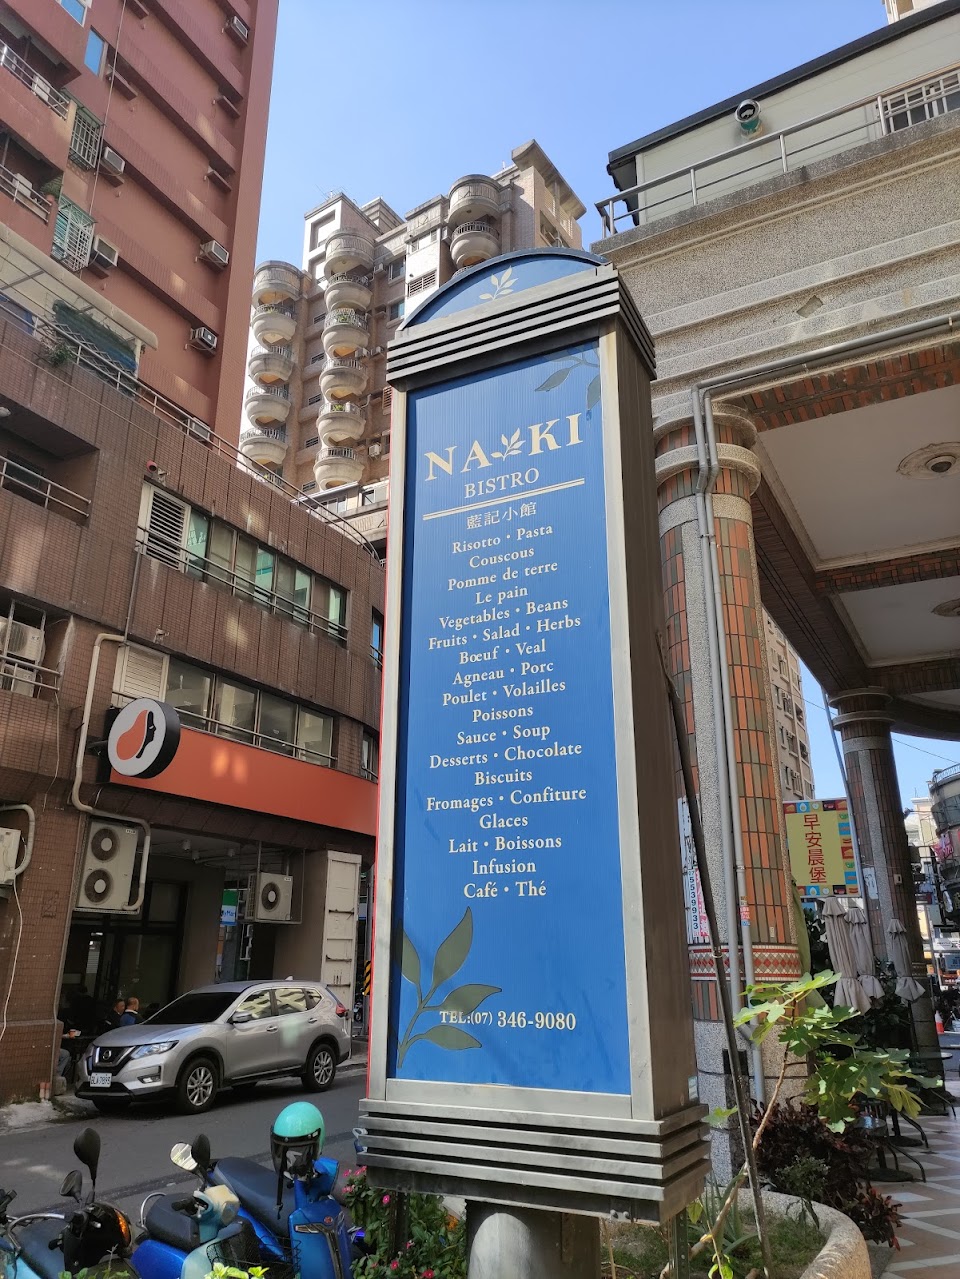 NA KI
BISTRO
藍記小館
Risotto • Pasta
Couscous
Pomme de terre
Le pain
Vegetables • Beans
Fruits • Salad • Herbs
Bœuf • Veal
Agneau • Porc
Poulet • Volailles
Poissons
Sauce • Soup
Desserts • Chocolate
Biscuits
Fromages • Confiture
Glaces
Lait • Boissons
Infusion
Café • Thé
TEL:(07) 346-9080
早安晨堡